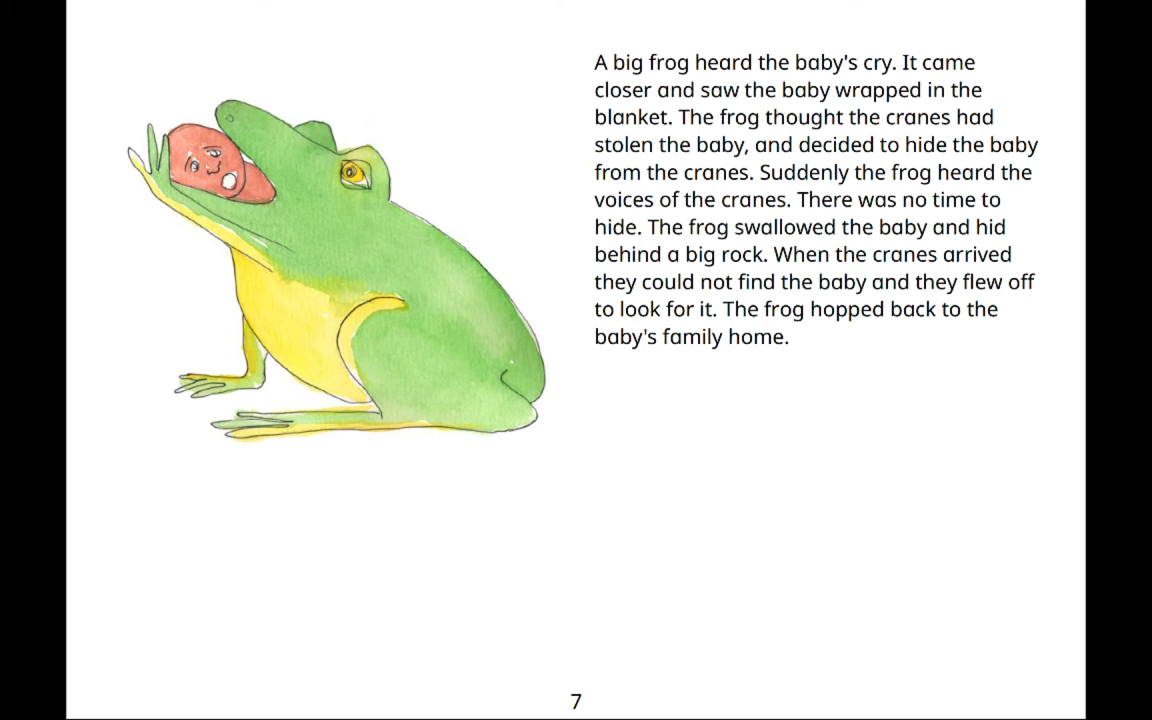 A big frog heard the baby's cry. It came
closer and saw the baby wrapped in the
blanket. The frog thought the cranes had
stolen the baby, and decided to hide the baby
from the cranes. Suddenly the frog heard the
voices of the cranes. There was no time to
hide. The frog swallowed the baby and hid
behind a big rock. When the cranes arrived
they could not find the baby and they flew off
to look for it. The frog hopped back to the
baby's family home.
7